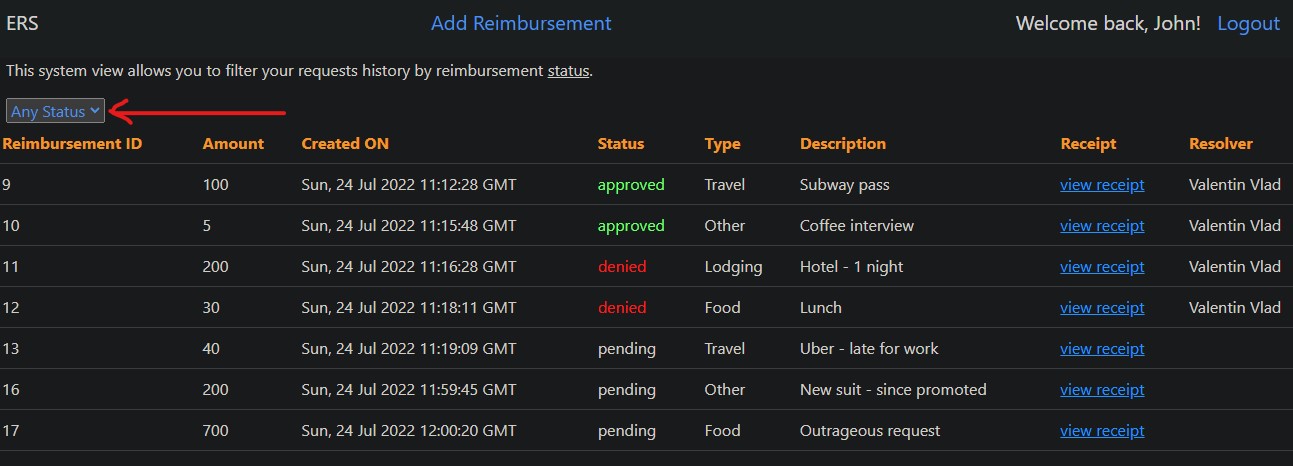 ERS Add Reimbursement Welcome back, John! Logout
This system view allows you to filter your requests history by reimbursement status.
Any Status
Reimbursement ID Amount Created ON Status Type Description Receipt Resolver
9 100 Sun, 24 Jul 2022 11:12:28 GMT approved Travel Subway pass view receipt Valentin Vlad
10 5 Sun, 24 Jul 2022 11:15:48 GMT approved Other Coffee interview view receipt Valentin Vlad
11 200 Sun, 24 Jul 2022 11:16:28 GMT denied Lodging Hotel - 1 night view receipt Valentin Vlad
12 30 Sun, 24 Jul 2022 11:18:11 GMT denied Food Lunch view receipt Valentin Vlad
13 40 Sun, 24 Jul 2022 11:19:09 GMT pending Travel Uber - late for work view receipt
16 200 Sun, 24 Jul 2022 11:59:45 GMT pending Other New suit - since promoted view receipt
17 700 Sun, 24 Jul 2022 12:00:20 GMT pending Food Outrageous request view receipt